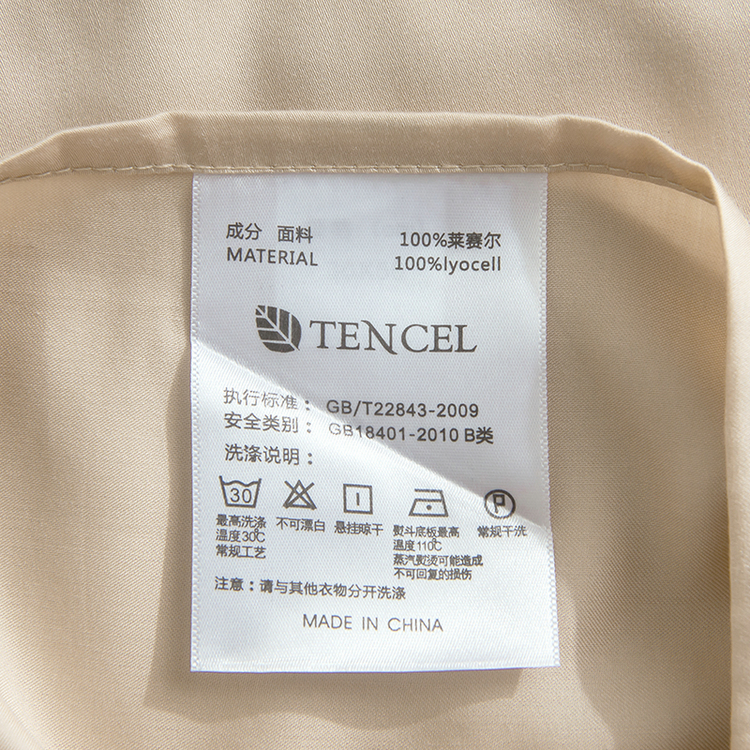 成分 面料 100%莱赛尔
MATERIAL 100%lyocell
TENCEL
执行标准： GB/T22843-2009
安全类别： GB18401-2010 B类
洗涤说明：
30 P
最高洗涤 不可漂白 悬挂晾干 熨斗底板最高 常规干洗
温度30℃ 温度110℃
常规工艺 蒸汽熨烫可能造成
不可回复的损伤
注意：请与其他衣物分开洗涤
MADE IN CHINA